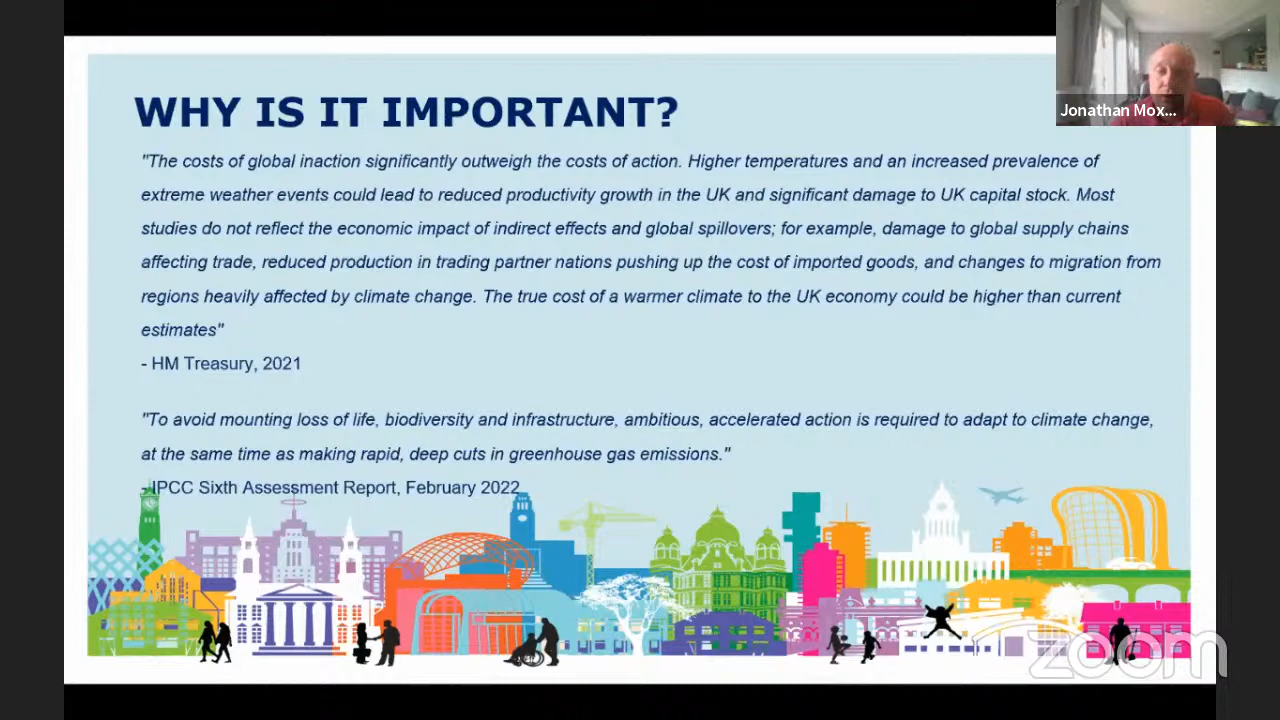 WHY IS IT IMPORTANT?
Jonathan Mox...
"The costs of global inaction significantly outweigh the costs of action. Higher temperatures and an increased prevalence of
extreme weather events could lead to reduced productivity growth in the UK and significant damage to UK capital stock. Most
studies do not reflect the economic impact of indirect effects and global spillovers; for example, damage to global supply chains
affecting trade, reduced production in trading partner nations pushing up the cost of imported goods, and changes to migration from
regions heavily affected by climate change. The true cost of a warmer climate to the UK economy could be higher than current
estimates"
- HM Treasury, 2021
"To avoid mounting loss of life, biodiversity and infrastructure, ambitious, accelerated action is required to adapt to climate change,
at the same time as making rapid, deep cuts in greenhouse gas emissions."
- IPCC Sixth Assessment Report, February 2022
zoom